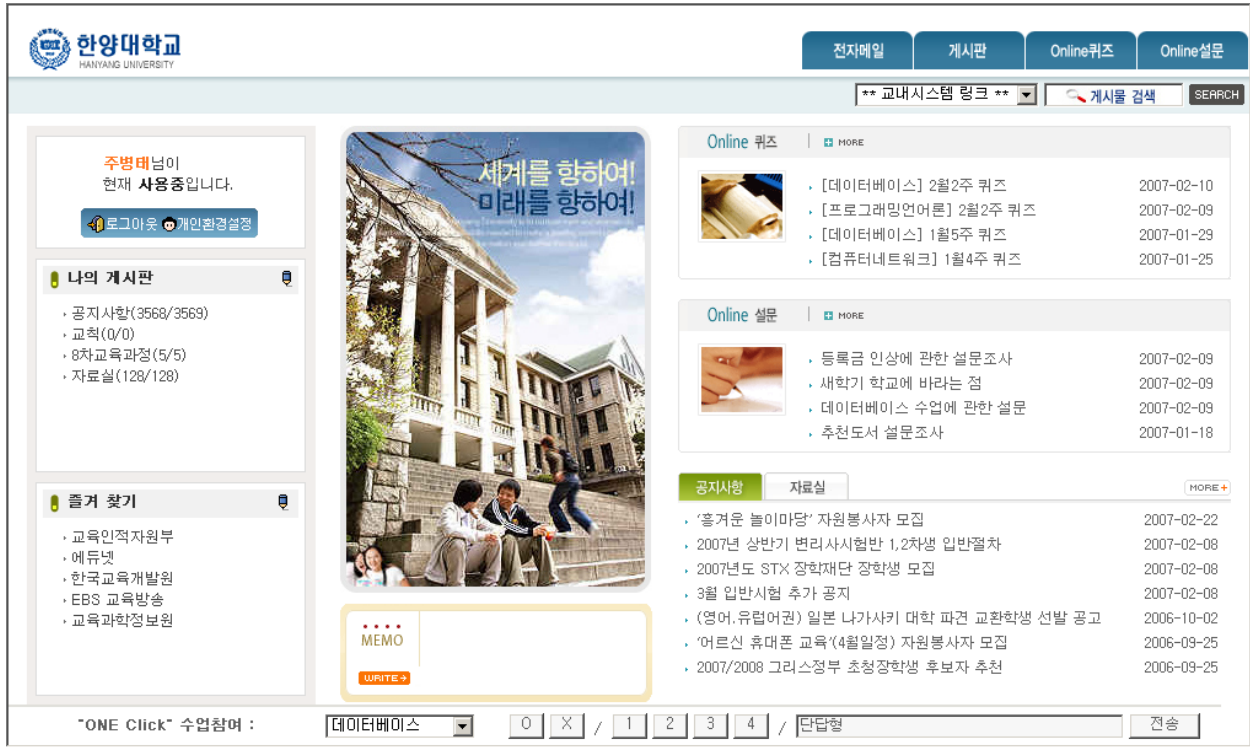 한양대학교
HANYANG UNIVERSITY
전자메일
게시판
Online퀴즈
Online설문
** 교내시스템 링크 **
게시물 검색
SEARCH
주병태님이
현재 사용중입니다.
로그아웃 개인환경설정
나의 게시판
공지사항(3568/3569)
교칙(0/0)
8차교육과정(5/5)
자료실(128/128)
즐겨 찾기
교육인적자원부
에듀넷
한국교육개발원
EBS 교육방송
교육과학정보원
세계를 향하여!
미래를 향하여!
MEMO
WRITE
Online 퀴즈
MORE
[데이터베이스] 2월2주 퀴즈 2007-02-10
[프로그래밍언어론] 2월2주 퀴즈 2007-02-09
[데이터베이스] 1월5주 퀴즈 2007-01-29
[컴퓨터네트워크] 1월4주 퀴즈 2007-01-25
Online 설문
MORE
등록금 인상에 관한 설문조사 2007-02-09
새학기 학교에 바라는 점 2007-02-09
데이터베이스 수업에 관한 설문 2007-02-09
추천도서 설문조사 2007-01-18
공지사항
자료실
MORE+
‘흥겨운 놀이마당’ 자원봉사자 모집 2007-02-22
2007년 상반기 변리사시험반 1,2차생 입반절차 2007-02-08
2007년도 STX 장학재단 장학생 모집 2007-02-08
3월 입반시험 추가 공지 2007-02-08
(영어.유럽어권) 일본 나가사키 대학 파견 교환학생 선발 공고 2006-10-02
‘어르신 휴대폰 교육’(4월일정) 자원봉사자 모집 2006-09-25
2007/2008 그리스정부 초청장학생 후보자 추천 2006-09-25
"ONE Click" 수업참여 : 데이터베이스 O X / 1 2 3 4 / 단답형 전송